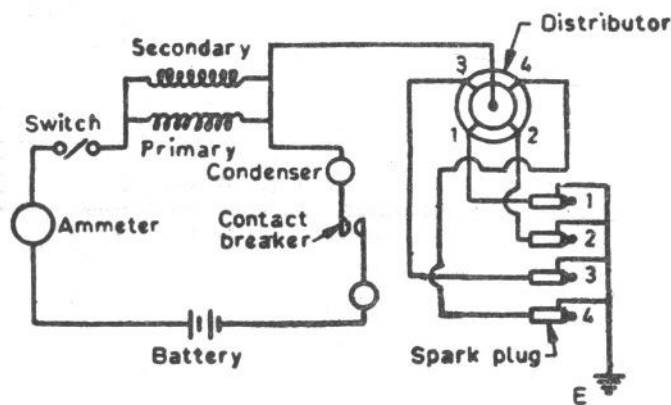 Secondary
Distributor
3 4
Switch
Primary
1 2
Condenser
Ammeter
Contact
breaker
1
2
3
4
Battery
Spark plug
E